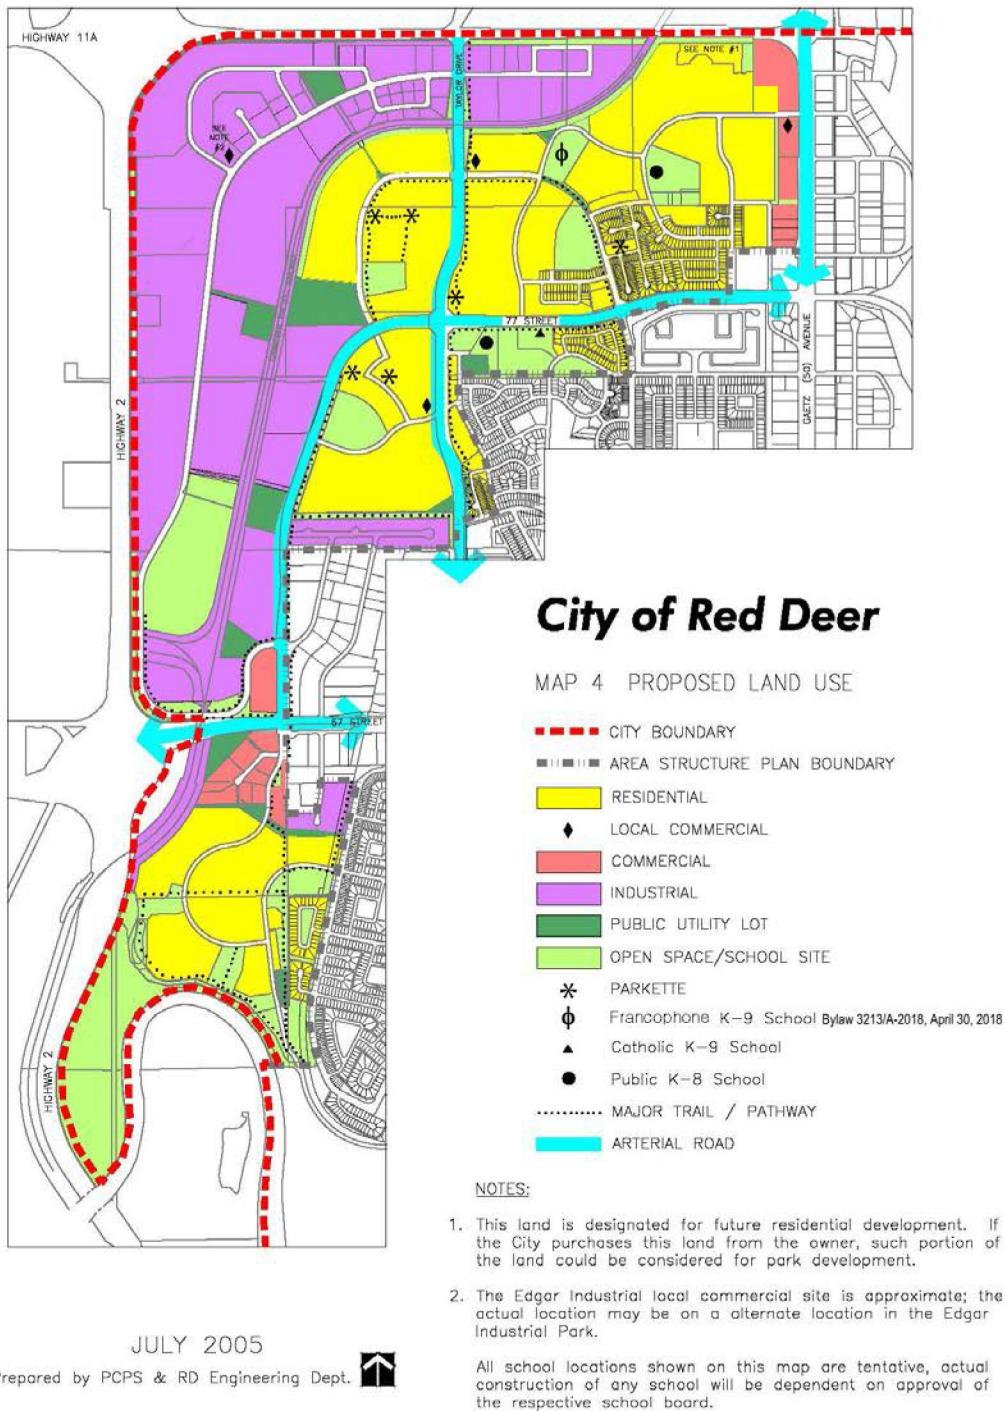 HIGHWAY 11A
TAYLOR DRIVE
SEE NOTE #1
SEE
NOTE
#2
77 STREET
GAETZ (50) AVENUE
HIGHWAY 2
67 STREET
HIGHWAY 2
City of Red Deer
MAP 4 PROPOSED LAND USE
CITY BOUNDARY
AREA STRUCTURE PLAN BOUNDARY
RESIDENTIAL
LOCAL COMMERCIAL
COMMERCIAL
INDUSTRIAL
PUBLIC UTILITY LOT
OPEN SPACE/SCHOOL SITE
PARKETTE
Francophone K-9 School Bylaw 3213/A-2018, April 30, 2018
Catholic K-9 School
Public K-8 School
MAJOR TRAIL / PATHWAY
ARTERIAL ROAD
NOTES:
1. This land is designated for future residential development. If
the City purchases this land from the owner, such portion of
the land could be considered for park development.
2. The Edgar Industrial local commercial site is approximate; the
actual location may be on a alternate location in the Edgar
Industrial Park.
All school locations shown on this map are tentative, actual
construction of any school will be dependent on approval of
the respective school board.
JULY 2005
Prepared by PCPS & RD Engineering Dept.